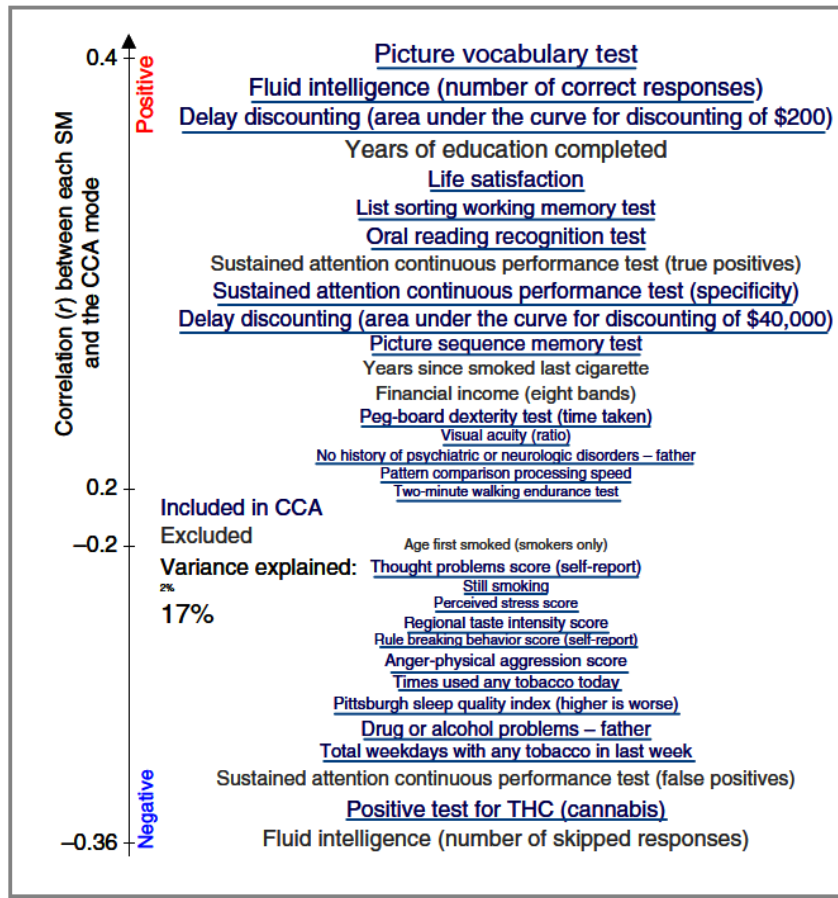 0.4
Positive
Correlation (r) between each SM
and the CCA mode
Picture vocabulary test
Fluid intelligence (number of correct responses)
Delay discounting (area under the curve for discounting of $200)
Years of education completed
Life satisfaction
List sorting working memory test
Oral reading recognition test
Sustained attention continuous performance test (true positives)
Sustained attention continuous performance test (specificity)
Delay discounting (area under the curve for discounting of $40,000)
Picture sequence memory test
Years since smoked last cigarette
Financial income (eight bands)
Peg-board dexterity test (time taken)
Visual acuity (ratio)
No history of psychiatric or neurologic disorders – father
Pattern comparison processing speed
0.2
Two-minute walking endurance test
Included in CCA
Excluded
Variance explained:
2%
17%
–0.2
Age first smoked (smokers only)
Thought problems score (self-report)
Still smoking
Perceived stress score
Regional taste intensity score
Rule breaking behavior score (self-report)
Anger-physical aggression score
Times used any tobacco today
Pittsburgh sleep quality index (higher is worse)
Drug or alcohol problems – father
Total weekdays with any tobacco in last week
Sustained attention continuous performance test (false positives)
Positive test for THC (cannabis)
Negative
–0.36
Fluid intelligence (number of skipped responses)